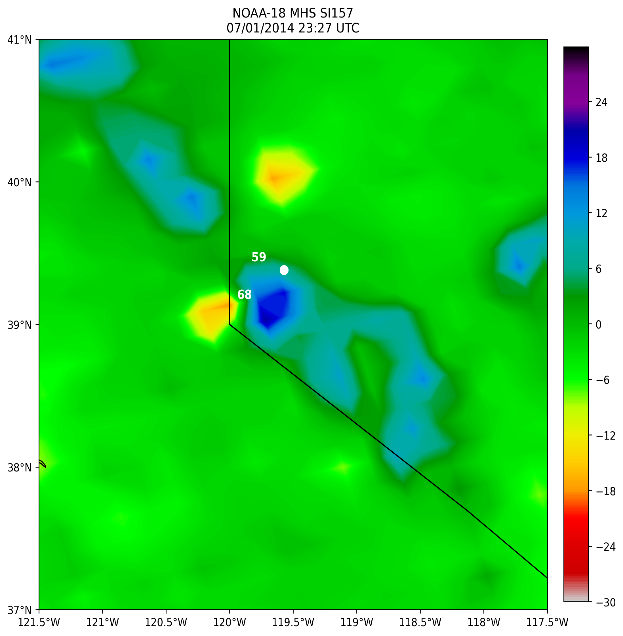 NOAA-18 MHS SI157
07/01/2014 23:27 UTC
41°N
40°N
39°N
38°N
37°N
121.5°W
121°W
120.5°W
120°W
119.5°W
119°W
118.5°W
118°W
117.5°W
59
68
24
18
12
6
0
−6
−12
−18
−24
−30